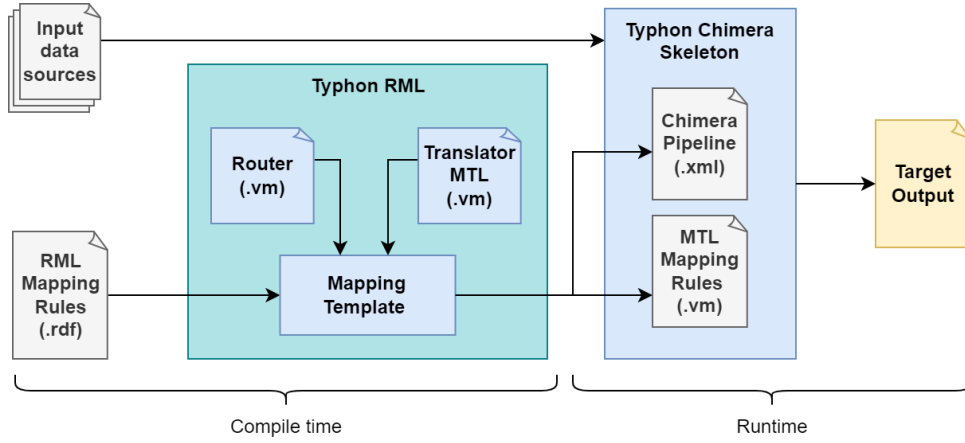 Input
data
sources
Typhon Chimera
Skeleton
Typhon RML
Router
(.vm)
Translator
MTL
(.vm)
Chimera
Pipeline
(.xml)
Target
Output
RML
Mapping
Rules
(.rdf)
Mapping
Template
MTL
Mapping
Rules
(.vm)
Compile time
Runtime